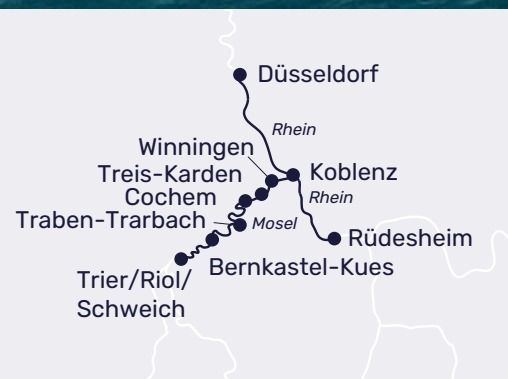 Düsseldorf
Rhein
Winningen
Treis-Karden
Koblenz
Cochem
Rhein
Traben-Trarbach
Mosel
Rüdesheim
Bernkastel-Kues
Trier/Riol/
Schweich